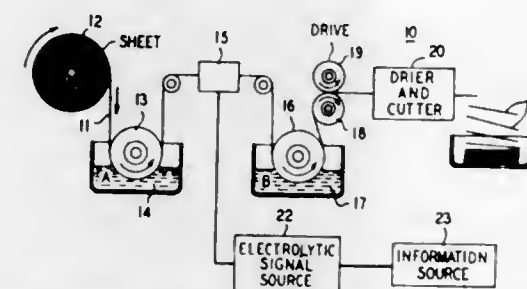 12
SHEET
15
DRIVE
19
10
20
DRIER
AND
CUTTER
13
11
16
18
A
14
B
17
22
ELECTROLYTIC
SIGNAL
SOURCE
23
INFORMATION
SOURCE